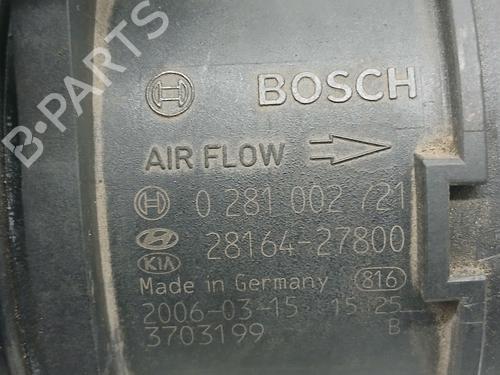 B-PARTS
BOSCH
AIR FLOW
0 281 002 721
28164-27800
KIA
Made in Germany 816
2006-03-15 15:25
3703199 B